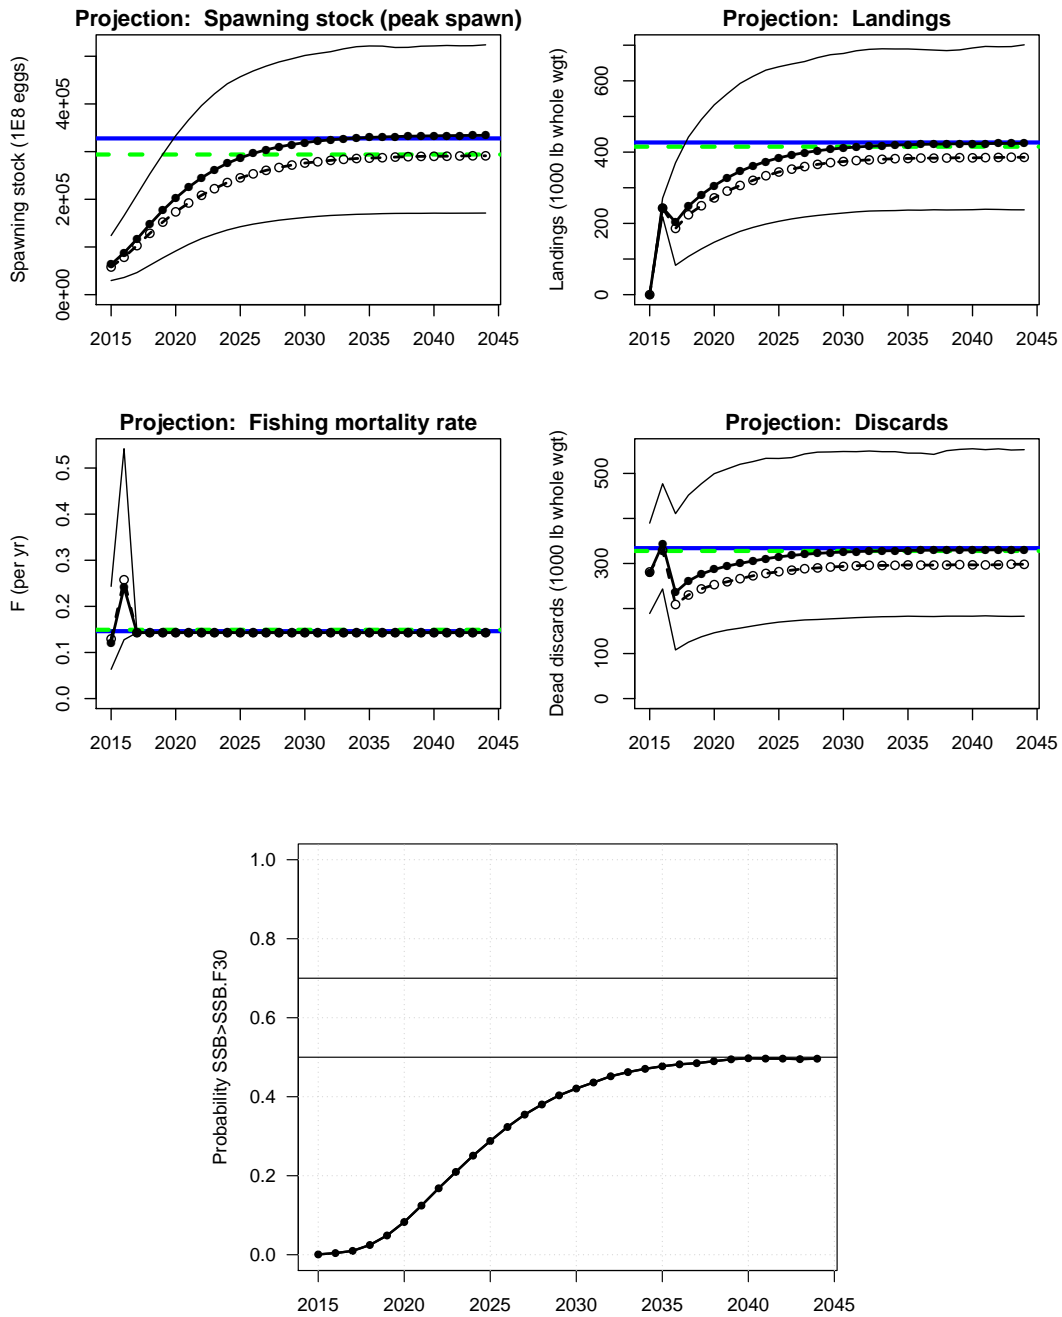 Projection: Spawning stock (peak spawn)
Spawning stock (1E8 eggs)
0e+00 2e+05 4e+05
2015 2020 2025 2030 2035 2040 2045
Projection: Landings
Landings (1000 lb whole wgt)
0 200 400 600
2015 2020 2025 2030 2035 2040 2045
Projection: Fishing mortality rate
F (per yr)
0.0 0.1 0.2 0.3 0.4 0.5
2015 2020 2025 2030 2035 2040 2045
Projection: Discards
Dead discards (1000 lb whole wgt)
0 100 300 500
2015 2020 2025 2030 2035 2040 2045
Probability SSB>SSB.F30
1.0
0.8
0.6
0.4
0.2
0.0
2015 2020 2025 2030 2035 2040 2045